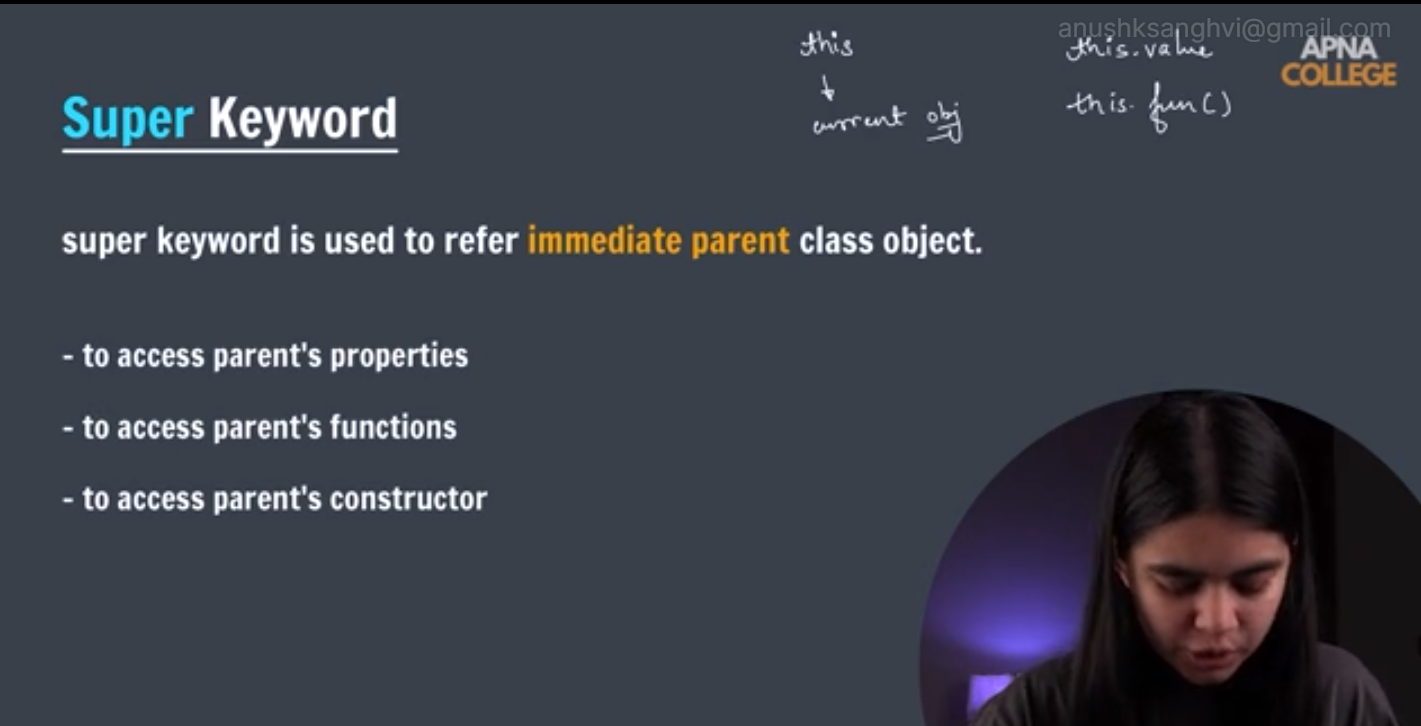 anushksanghvi@gmail.com
this
this.value
APNA
COLLEGE
↓
current obj
this. fun()
Super Keyword
super keyword is used to refer immediate parent class object.
- to access parent's properties
- to access parent's functions
- to access parent's constructor